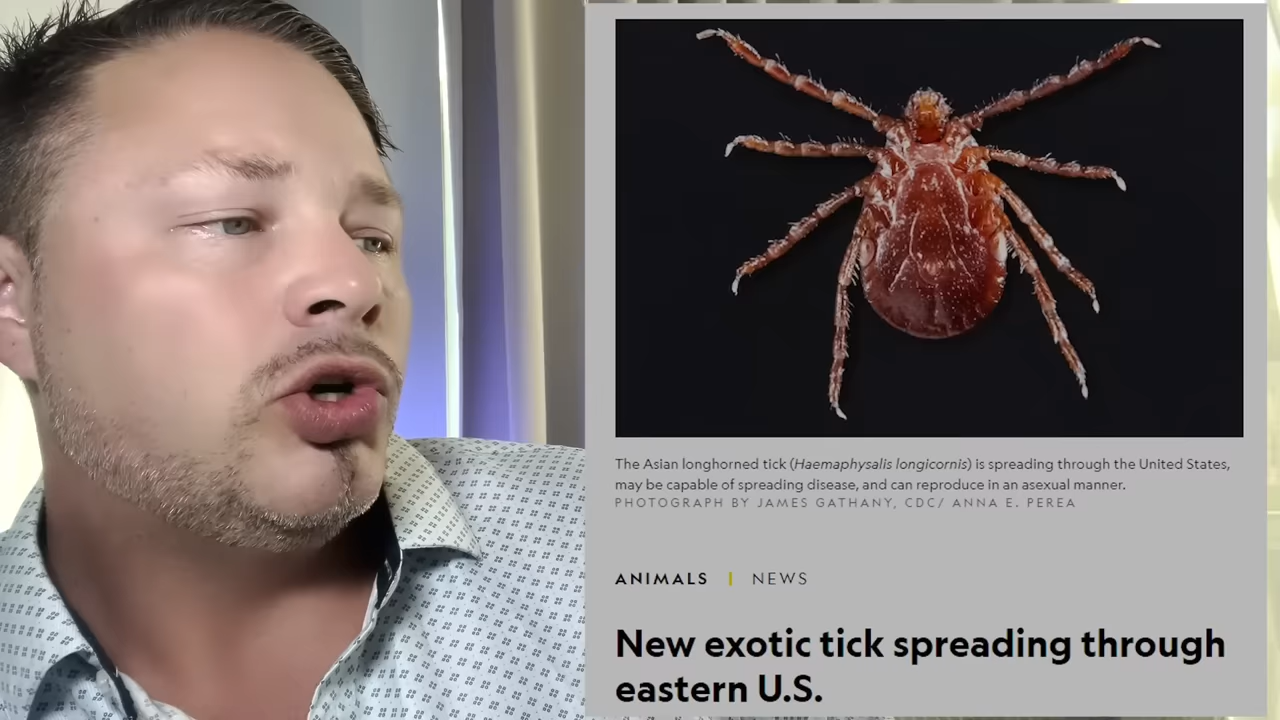 The Asian longhorned tick (Haemaphysalis longicornis) is spreading through the United States,
may be capable of spreading disease, and can reproduce in an asexual manner.
PHOTOGRAPH BY JAMES GATHANY, CDC/ ANNA E. PEREA
ANIMALS | NEWS
New exotic tick spreading through
eastern U.S.